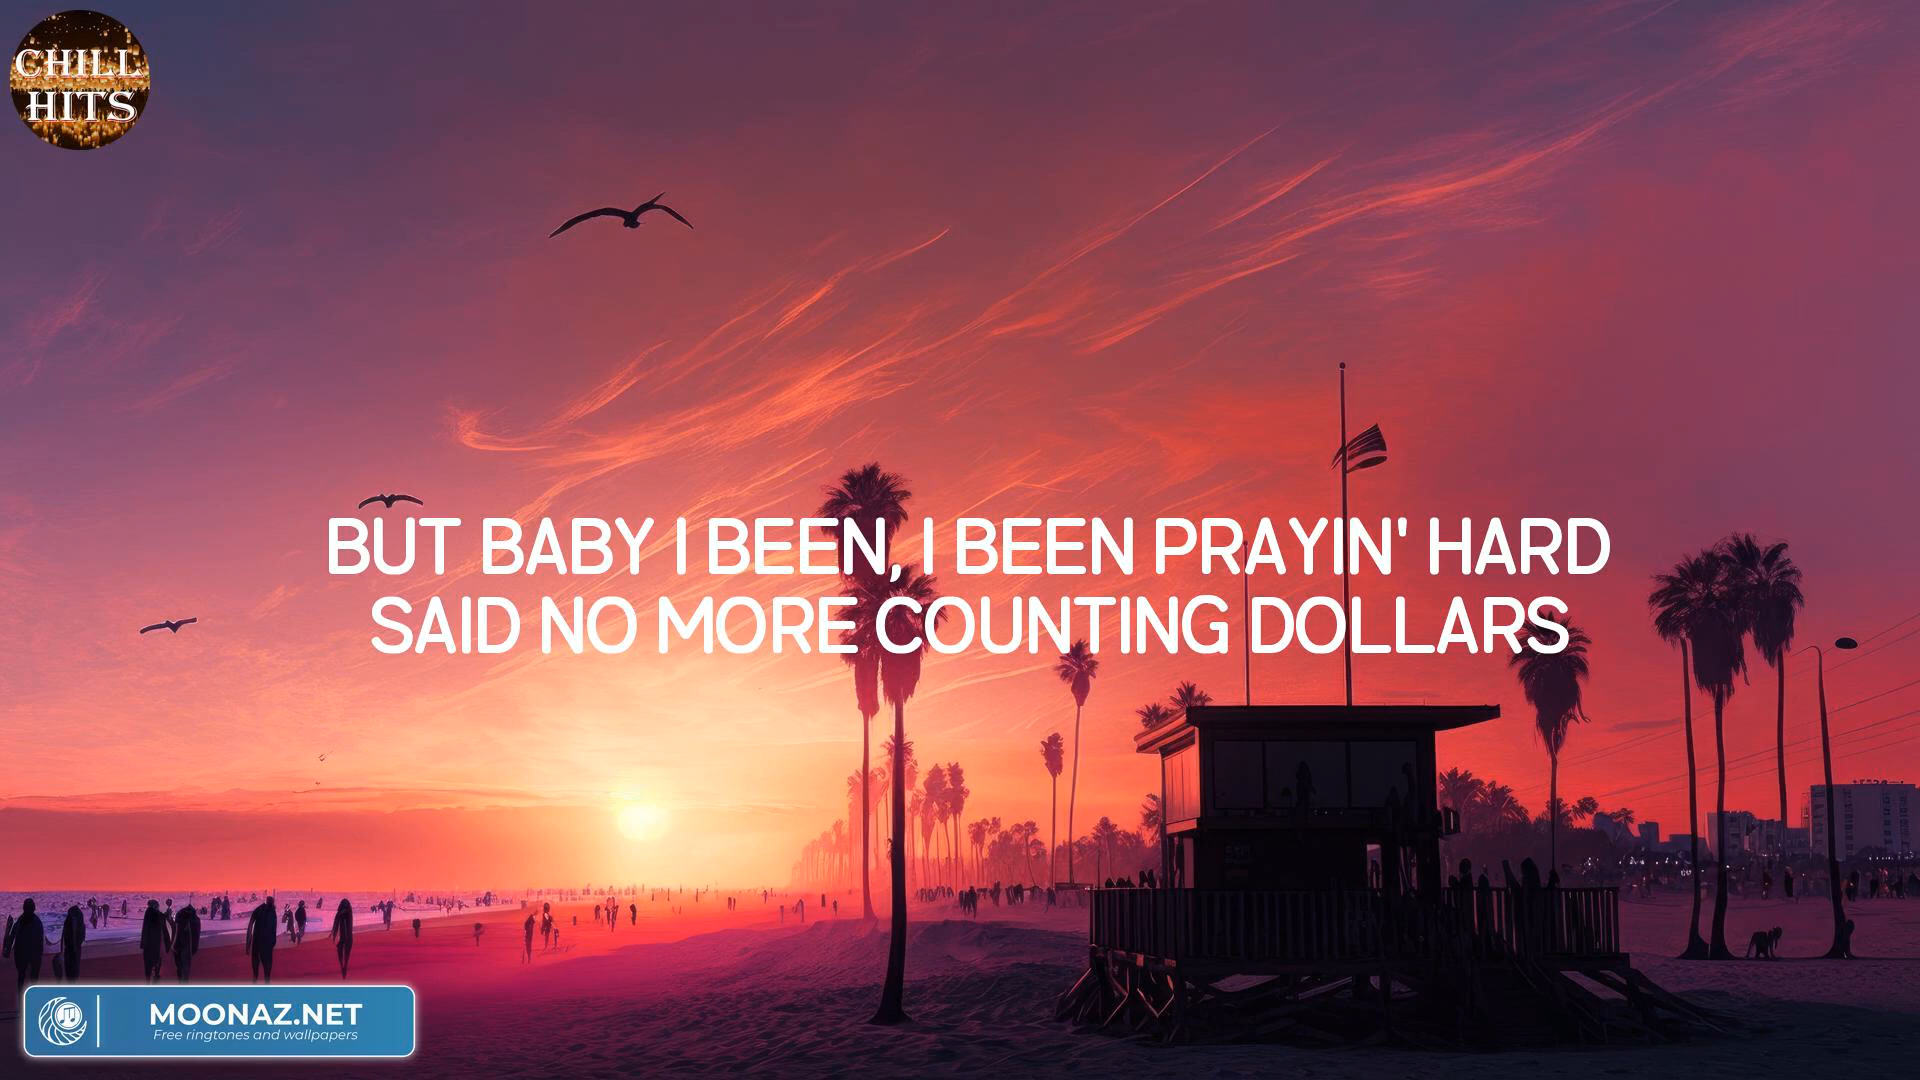 CHILL
HITS
BUT BABY I BEEN, I BEEN PRAYIN' HARD
SAID NO MORE COUNTING DOLLARS
MOONAZ.NET
Free ringtones and wallpapers